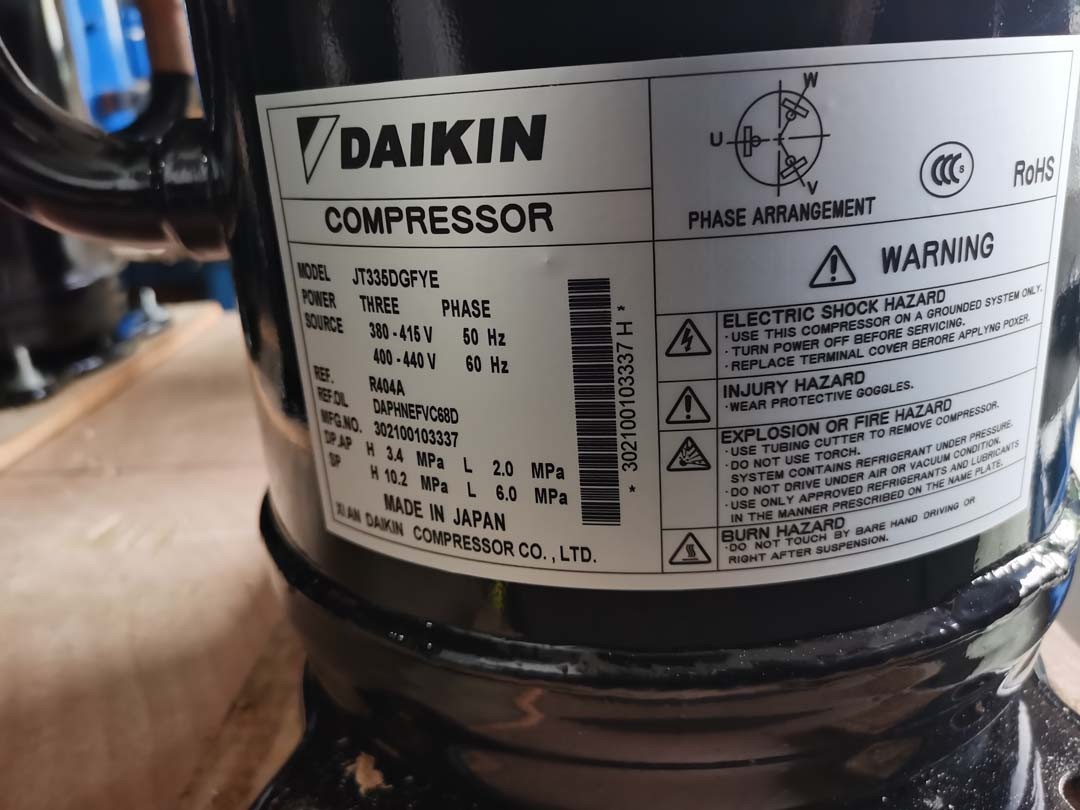 DAIKIN
COMPRESSOR
MODEL JT335DGFYE
POWER THREE PHASE
SOURCE 380-415 V 50 Hz
400-440 V 60 Hz
REF. R404A
REF.OIL DAPHNEFVC68D
MFG.NO. 302100103337
DP.AP H 3.4 MPa L 2.0 MPa
SP H 10.2 MPa L 6.0 MPa
MADE IN JAPAN
XI AN DAIKIN COMPRESSOR CO., LTD.
* 302100103337 H *
W
U
V
PHASE ARRANGEMENT
CCC S
RoHS
WARNING
ELECTRIC SHOCK HAZARD
·USE THIS COMPRESSOR ON A GROUNDED SYSTEM ONLY.
·TURN POWER OFF BEFORE SERVICING.
·REPLACE TERMINAL COVER BERORE APPLYNG POXER.
INJURY HAZARD
·WEAR PROTECTIVE GOGGLES.
EXPLOSION OR FIRE HAZARD
·USE TUBING CUTTER TO REMOVE COMPRESSOR.
·DO NOT USE TORCH.
SYSTEM CONTAINS REFRIGERANT UNDER PRESSURE.
·DO NOT DRIVE UNDER AIR OR VACUUM CONDITION.
·USE ONLY APPROVED REFRIGERANTS AND LUBRICANTS
IN THE MANNER PRESCRIBED ON THE NAME PLATE.
BURN HAZARD
·DO NOT TOUCH BY BARE HAND DRIVING OR
RIGHT AFTER SUSPENSION.